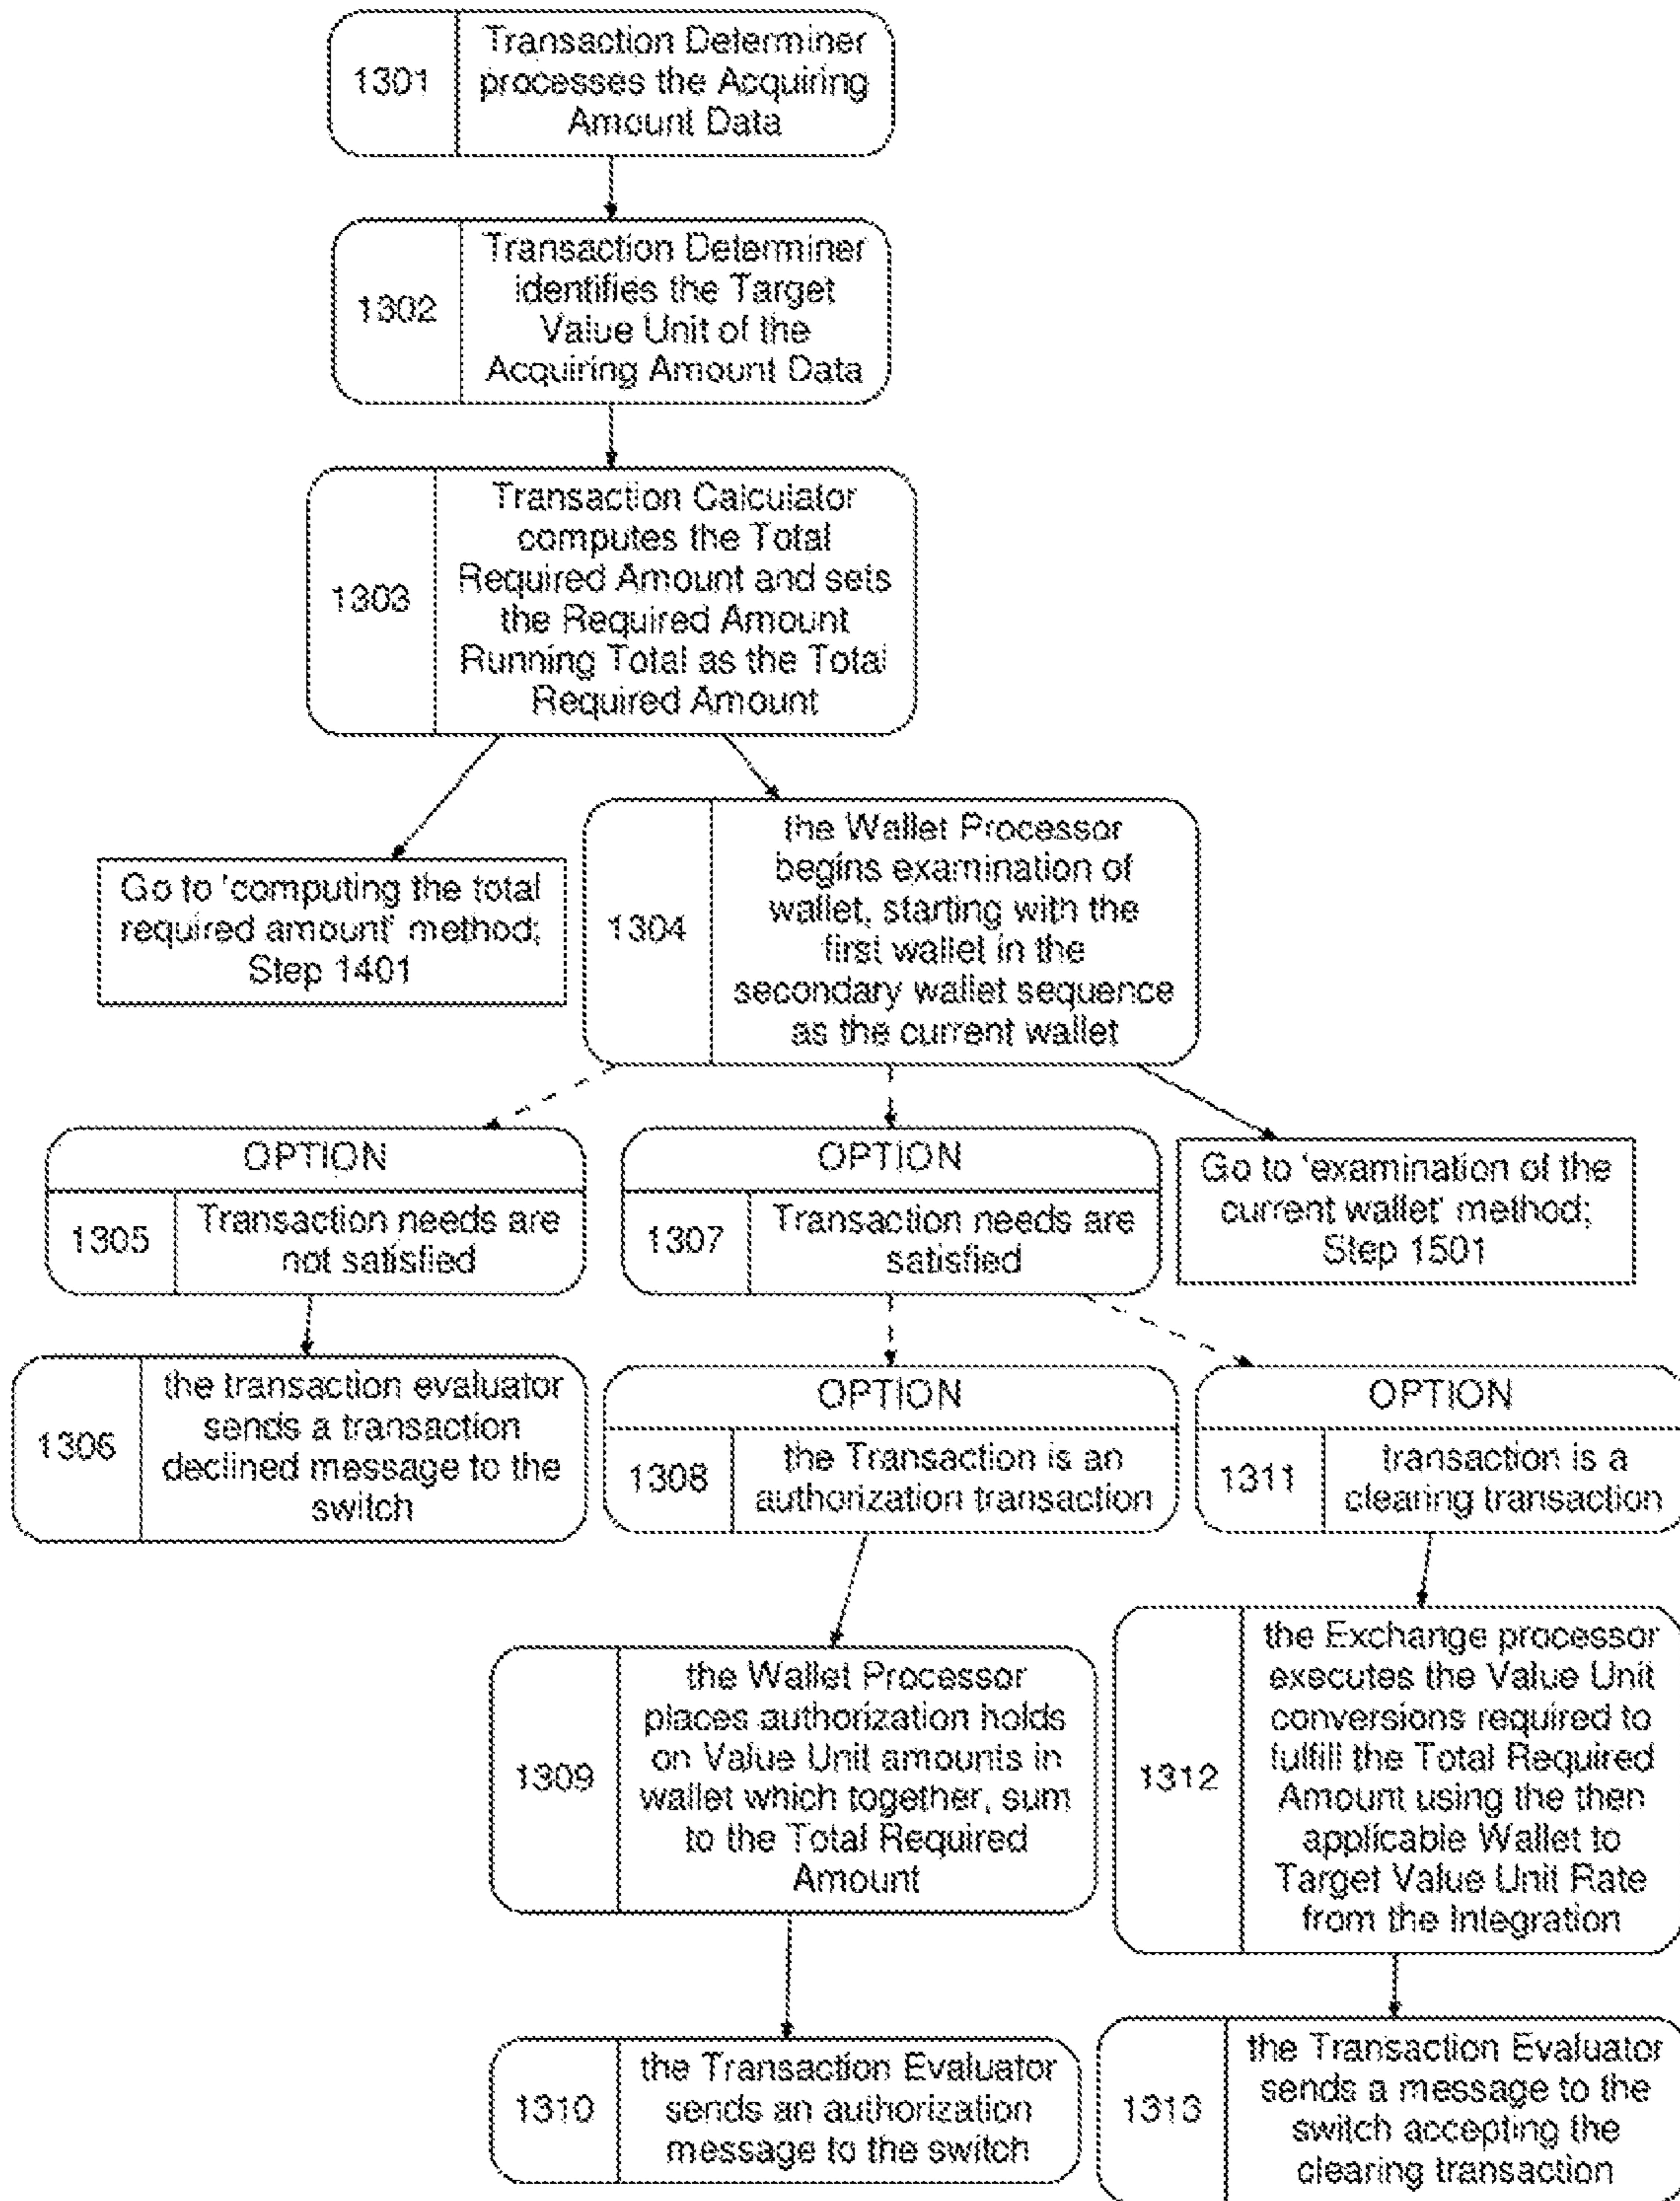 1301
Transaction Determiner
processes the Acquiring
Amount Data
1302
Transaction Determiner
identifies the Target
Value Unit of the
Acquiring Amount Data
1303
Transaction Calculator
computes the Total
Required Amount and sets
the Required Amount
Running Total as the Total
Required Amount
Go to 'computing the total
required amount' method;
Step 1401
1304
the Wallet Processor
begins examination of
wallet, starting with the
first wallet in the
secondary wallet sequence
as the current wallet
OPTION
1305
Transaction needs are
not satisfied
OPTION
1307
Transaction needs are
satisfied
Go to 'examination of the
current wallet' method;
Step 1501
1306
the transaction evaluator
sends a transaction
declined message to the
switch
OPTION
1308
the Transaction is an
authorization transaction
OPTION
1311
transaction is a
clearing transaction
1309
the Wallet Processor
places authorization holds
on Value Unit amounts in
wallet which together, sum
to the Total Required
Amount
1312
the Exchange processor
executes the Value Unit
conversions required to
fulfill the Total Required
Amount using the then
applicable Wallet to
Target Value Unit Rate
from the Integration
1310
the Transaction Evaluator
sends an authorization
message to the switch
1313
the Transaction Evaluator
sends a message to the
switch accepting the
clearing transaction